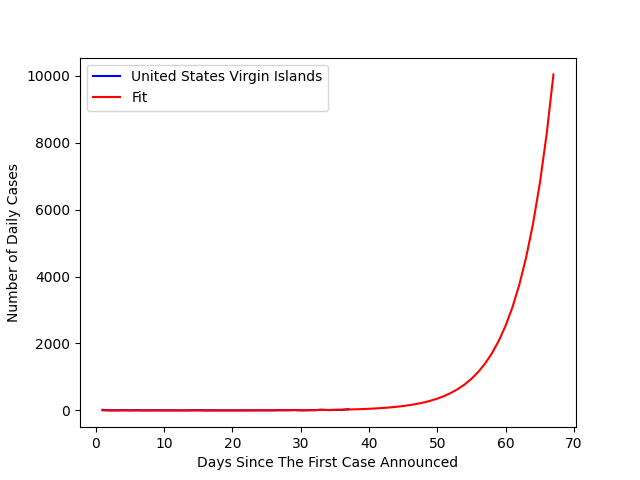 United States Virgin Islands
Fit
10000
8000
6000
4000
2000
0
Number of Daily Cases
0 10 20 30 40 50 60 70
Days Since The First Case Announced